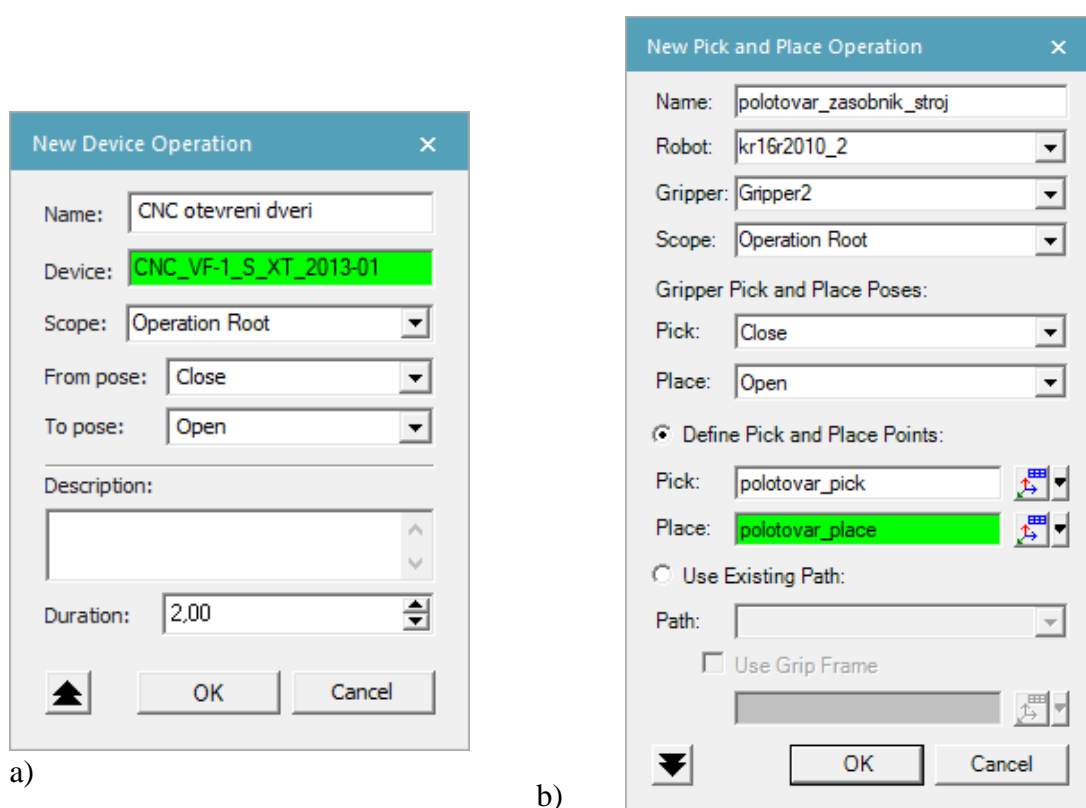 New Device Operation
Name: CNC otevreni dveri
Device: CNC_VF-1_S_XT_2013-01
Scope: Operation Root
From pose: Close
To pose: Open
Description:
Duration: 2,00
OK Cancel
a)
New Pick and Place Operation
Name: polotovar_zasobnik_stroj
Robot: kr16r2010_2
Gripper: Gripper2
Scope: Operation Root
Gripper Pick and Place Poses:
Pick: Close
Place: Open
Define Pick and Place Points:
Pick: polotovar_pick
Place: polotovar_place
Use Existing Path:
Path:
Use Grip Frame
OK Cancel
b)